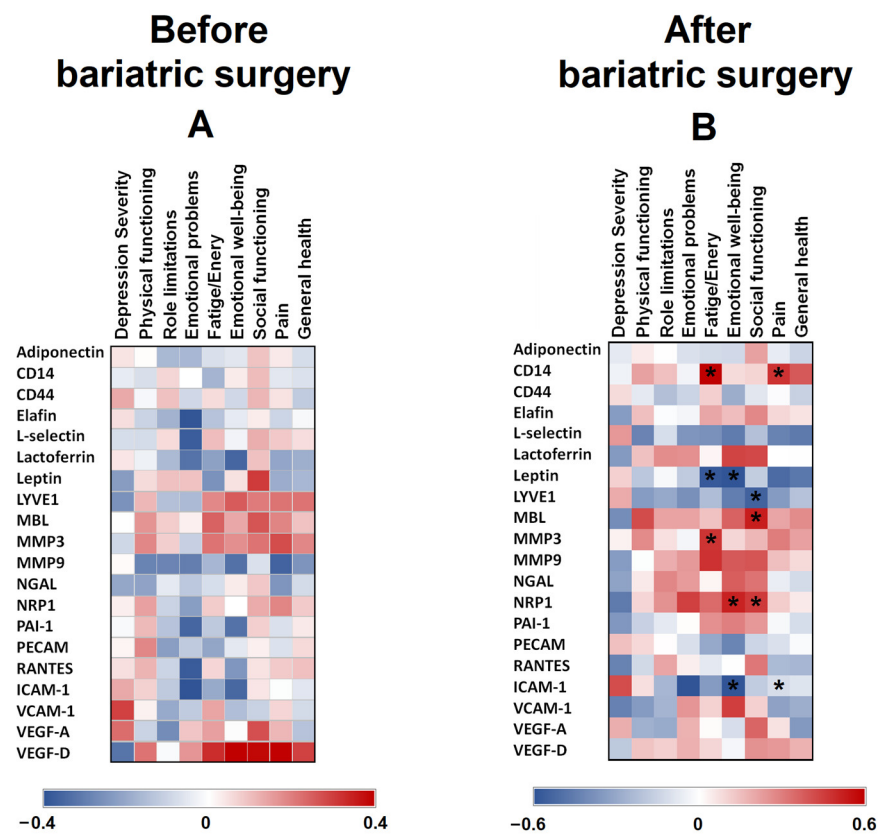 Before
bariatric surgery
A
Depression Severity
Physical functioning
Role limitations
Emotional problems
Fatige/Enery
Emotional well-being
Social functioning
Pain
General health
Adiponectin
CD14
CD44
Elafin
L-selectin
Lactoferrin
Leptin
LYVE1
MBL
MMP3
MMP9
NGAL
NRP1
PAI-1
PECAM
RANTES
ICAM-1
VCAM-1
VEGF-A
VEGF-D
−0.4 0 0.4
After
bariatric surgery
B
Depression Severity
Physical functioning
Role limitations
Emotional problems
Fatige/Enery
Emotional well-being
Social functioning
Pain
General health
Adiponectin
CD14 * *
CD44
Elafin
L-selectin
Lactoferrin
Leptin * *
LYVE1 *
MBL *
MMP3 *
MMP9
NGAL
NRP1 * *
PAI-1
PECAM
RANTES
ICAM-1 * *
VCAM-1
VEGF-A
VEGF-D
−0.6 0 0.6